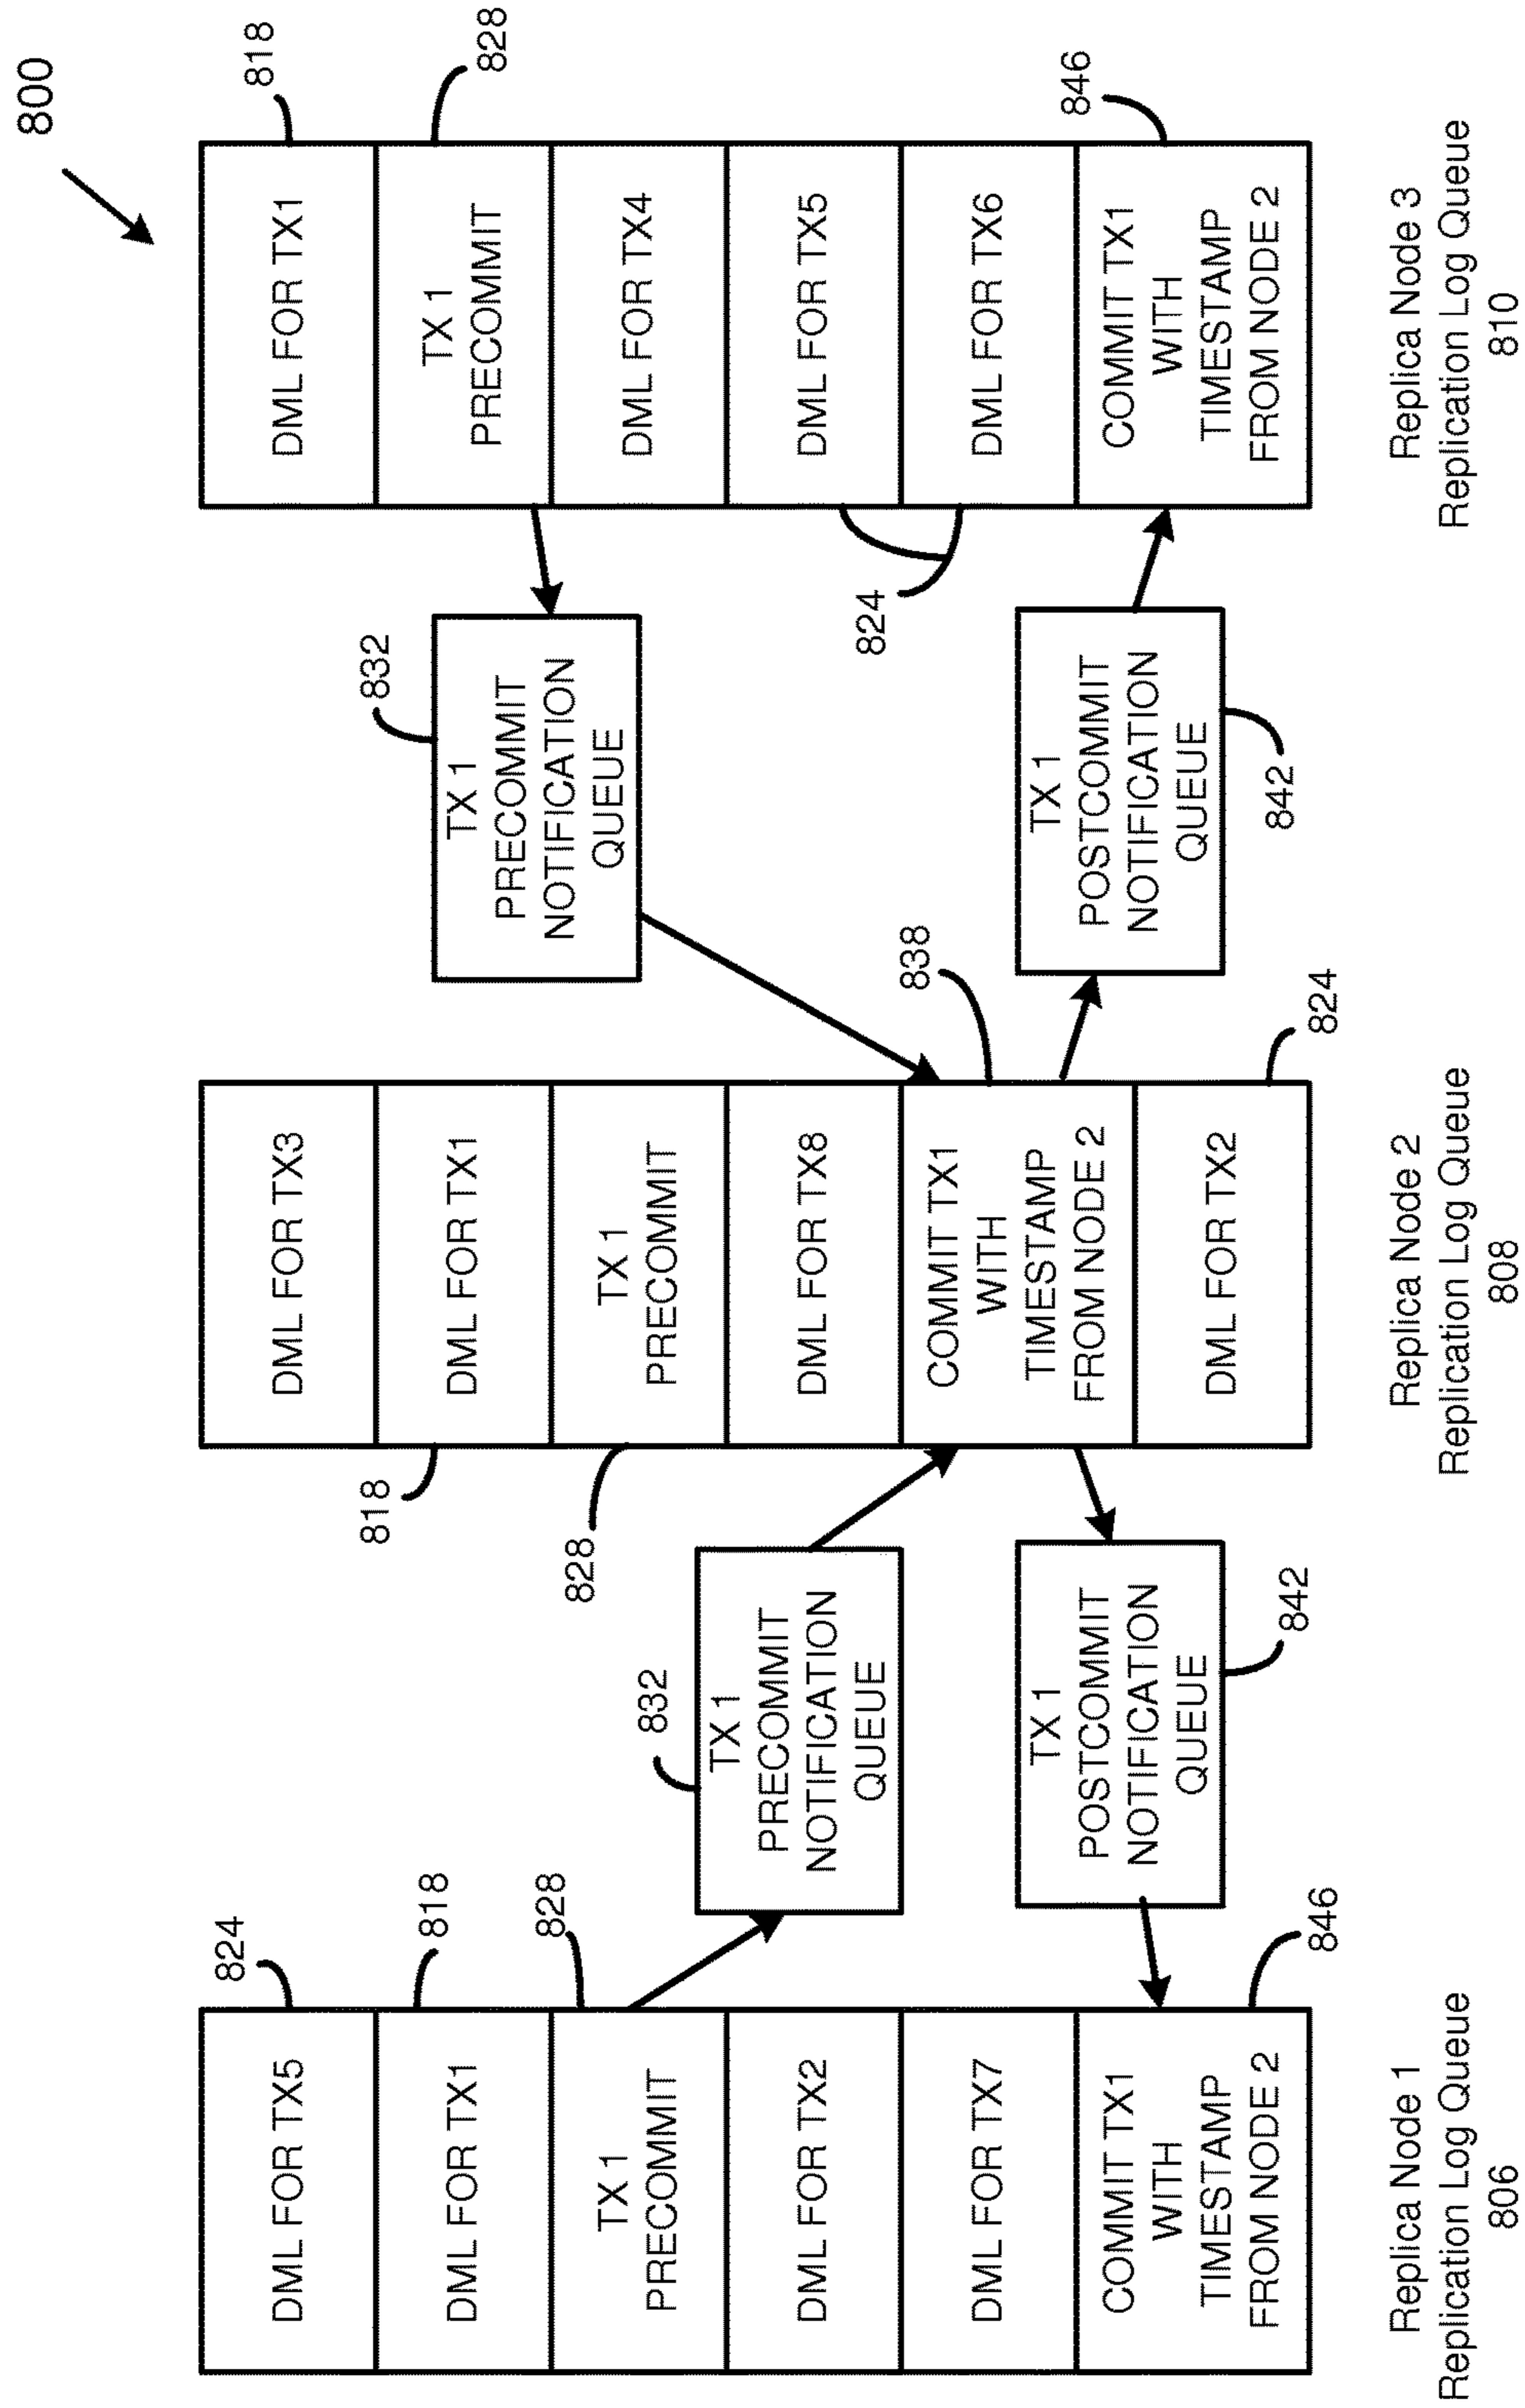 800
824
DML FOR TX5
818
DML FOR TX1
828
TX 1
PRECOMMIT
DML FOR TX2
DML FOR TX7
COMMIT TX1
WITH
TIMESTAMP
FROM NODE 2
846
Replica Node 1
Replication Log Queue
806
832
TX 1
PRECOMMIT
NOTIFICATION
QUEUE
TX 1
POSTCOMMIT
NOTIFICATION
QUEUE
842
DML FOR TX3
818
DML FOR TX1
828
TX 1
PRECOMMIT
DML FOR TX8
838
COMMIT TX1
WITH
TIMESTAMP
FROM NODE 2
DML FOR TX2
824
Replica Node 2
Replication Log Queue
808
832
TX 1
PRECOMMIT
NOTIFICATION
QUEUE
TX 1
POSTCOMMIT
NOTIFICATION
QUEUE
842
818
DML FOR TX1
828
TX 1
PRECOMMIT
DML FOR TX4
DML FOR TX5
824
DML FOR TX6
846
COMMIT TX1
WITH
TIMESTAMP
FROM NODE 2
Replica Node 3
Replication Log Queue
810